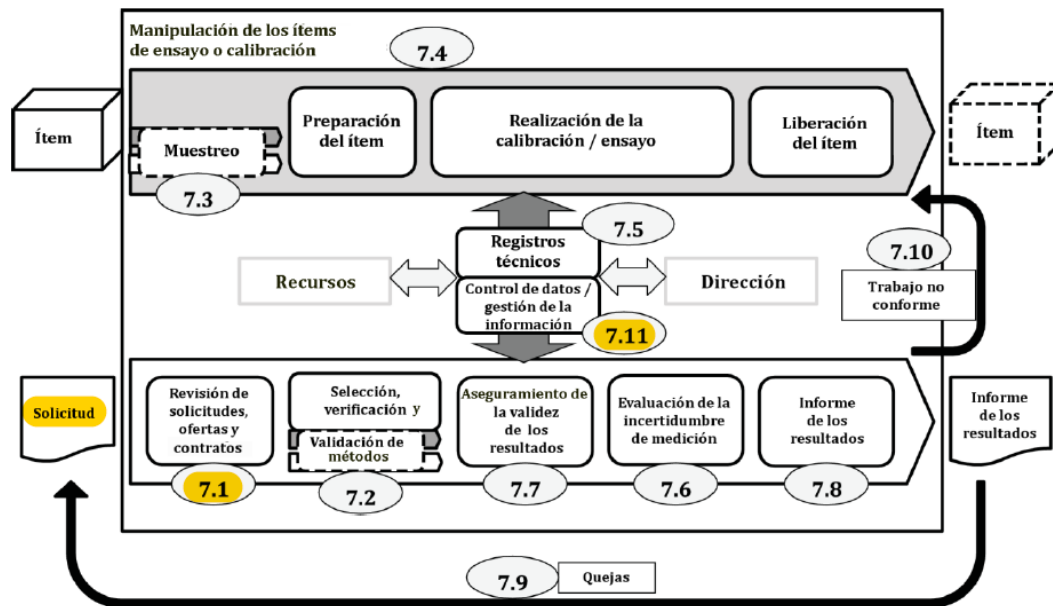 Manipulación de los ítems
de ensayo o calibración
7.4
Ítem
Muestreo
7.3
Preparación
del ítem
Realización de la
calibración / ensayo
Liberación
del ítem
Ítem
7.5
Registros
técnicos
Recursos
Control de datos /
gestión de la
información
7.11
Dirección
7.10
Trabajo no
conforme
Solicitud
Revisión de
solicitudes,
ofertas y
contratos
7.1
Selección,
verificación y
Validación de
métodos
7.2
Aseguramiento de
la validez
de los
resultados
7.7
Evaluación de la
incertidumbre
de medición
7.6
Informe
de los
resultados
7.8
Informe
de los
resultados
7.9
Quejas